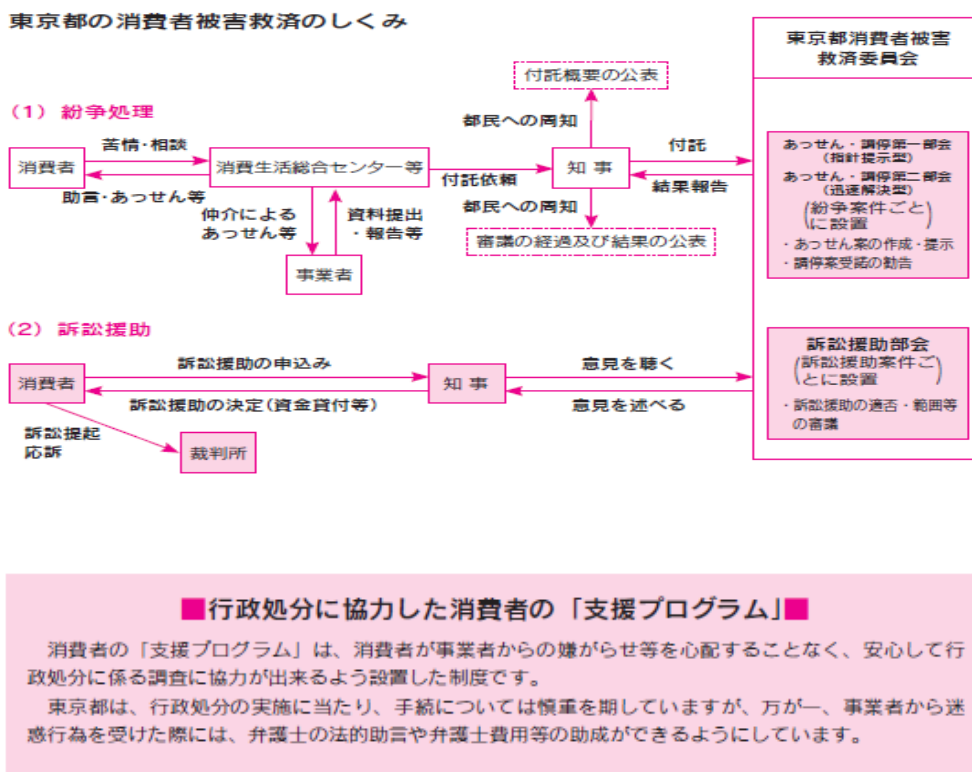 東京都の消費者被害救済のしくみ
東京都消費者被害
救済委員会
付託概要の公表
(1) 紛争処理
都民への周知
苦情・相談
付託
消費者
消費生活総合センター等
知事
付託依頼
助言・あっせん等
結果報告
都民への周知
仲介による
あっせん等
資料提出
・報告等
審議の経過及び結果の公表
事業者
あっせん・調停第一部会
(指針提示型)
あっせん・調停第二部会
(迅速解決型)
(紛争案件ごと
に設置)
・あっせん案の作成・提示
・調停案受諾の勧告
(2) 訴訟援助
訴訟援助の申込み
意見を聴く
消費者
知事
訴訟援助の決定(資金貸付等)
意見を述べる
訴訟提起
応訴
裁判所
訴訟援助部会
(訴訟援助案件ご
とに設置)
・訴訟援助の適否・範囲等
の審議
■行政処分に協力した消費者の「支援プログラム」■
消費者の「支援プログラム」は、消費者が事業者からの嫌がらせ等を心配することなく、安心して行
政処分に係る調査に協力が出来るよう設置した制度です。
東京都は、行政処分の実施に当たり、手続については慎重を期していますが、万が一、事業者から迷
惑行為を受けた際には、弁護士の法的助言や弁護士費用等の助成ができるようにしています。